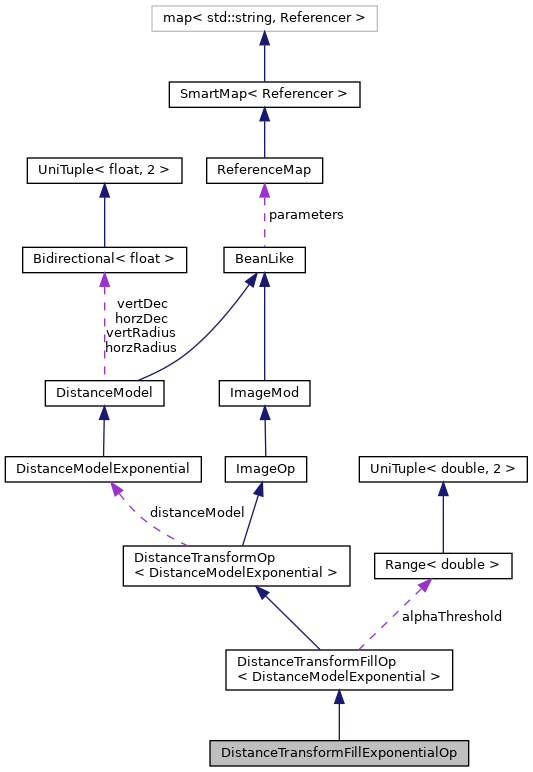 map< std::string, Referencer >
SmartMap< Referencer >
UniTuple< float, 2 >
ReferenceMap
parameters
Bidirectional< float >
BeanLike
vertDec
horzDec
vertRadius
horzRadius
DistanceModel
ImageMod
DistanceModelExponential
ImageOp
UniTuple< double, 2 >
distanceModel
DistanceTransformOp
< DistanceModelExponential >
Range< double >
alphaThreshold
DistanceTransformFillOp
< DistanceModelExponential >
DistanceTransformFillExponentialOp